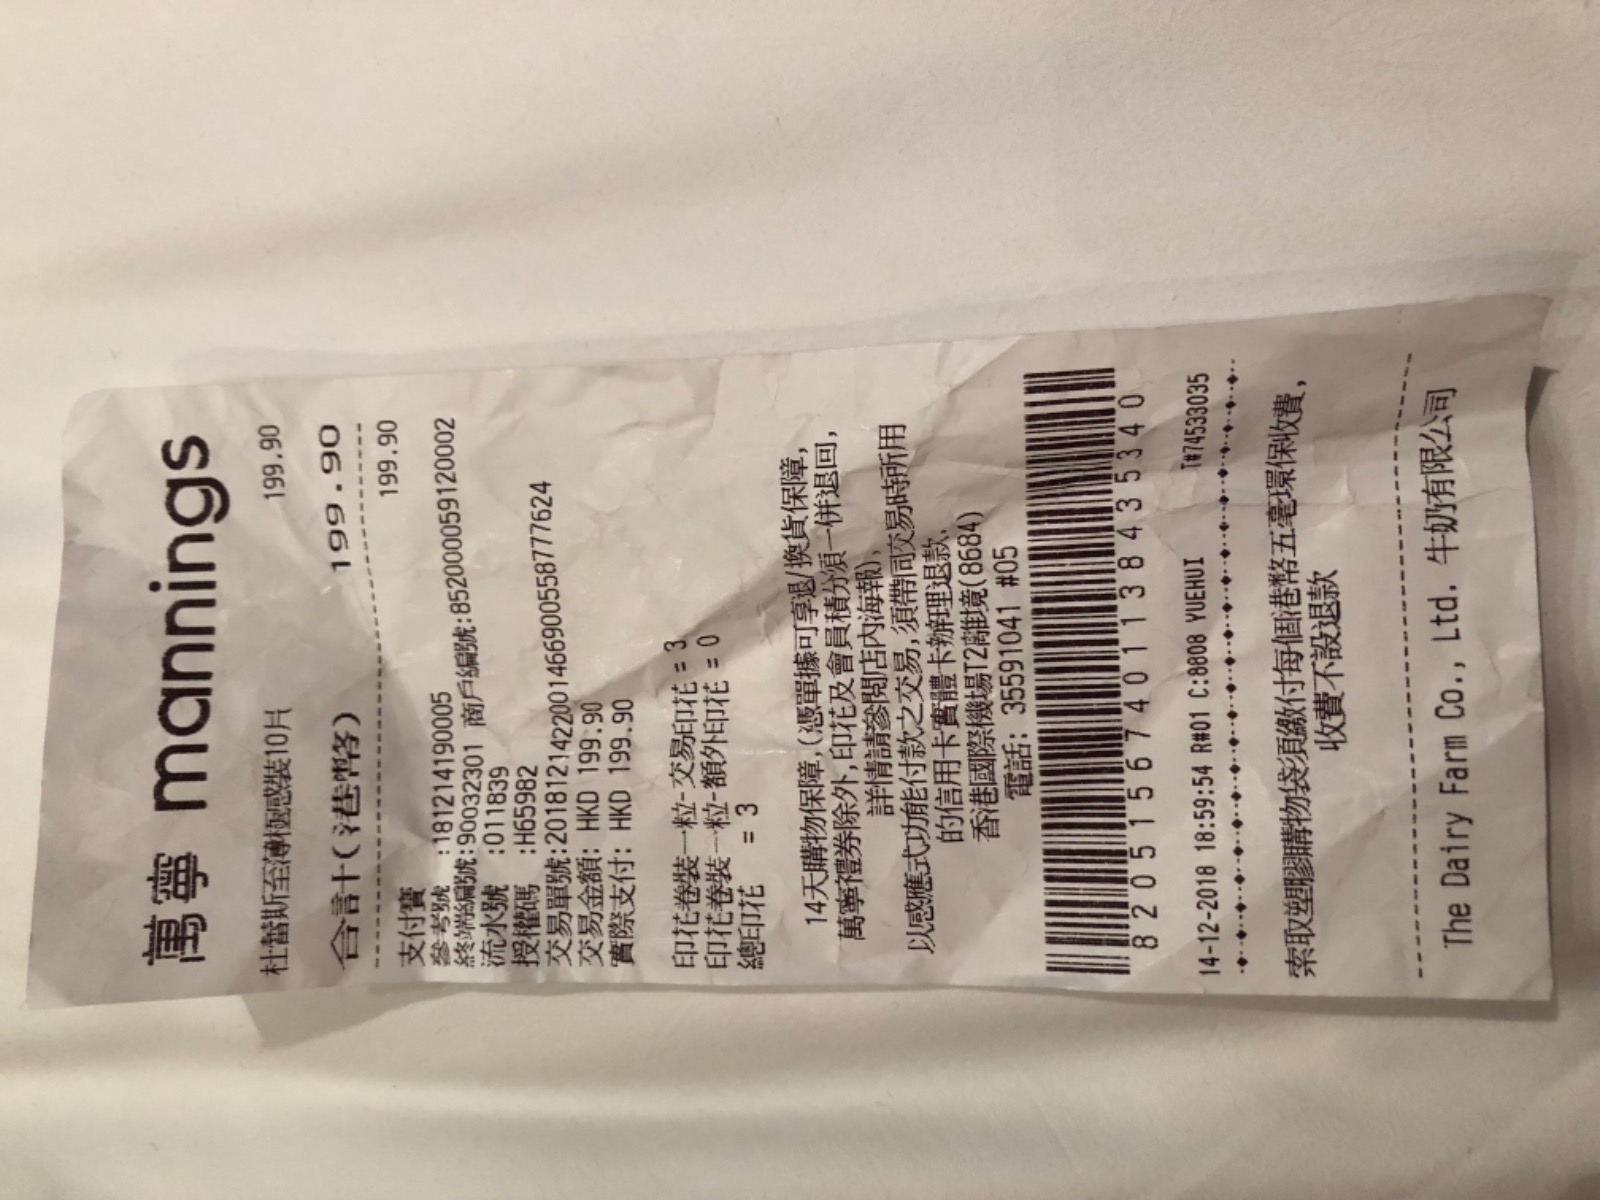 萬寧 mannings
杜蕾斯至薄極感裝10片 199.90
合計(港幣) 199.90
支付寶 199.90
參考號 :181214190005
終端編號:90032301 商戶編號:852000059120002
流水號 :011839
授權碼 :H65982
交易單號:2018121422001466900558777624
交易金額: HKD 199.90
實際支付: HKD 199.90
印花卷裝一粒-交易印花 = 3
印花卷裝一粒-額外印花 = 0
總印花 = 3
14天購物保障,(憑單據可享退/換貨保障,
萬寧禮券除外,印花及會員積分須一併退回,
詳情請參閱店內海報),
以感應式功能付款之交易,須帶同交易時所用
的信用卡實體卡辦理退款.
香港國際機場T2離境(8684)
電話: 35591041 #05
8205156740113843 5340
14-12-2018 18:59:54 R#01 C:8808 YUEHUI T#74533035
索取塑膠購物袋須繳付每個港幣五毫環保收費,
收費不設退款
The Dairy Farm Co., Ltd. 牛奶有限公司